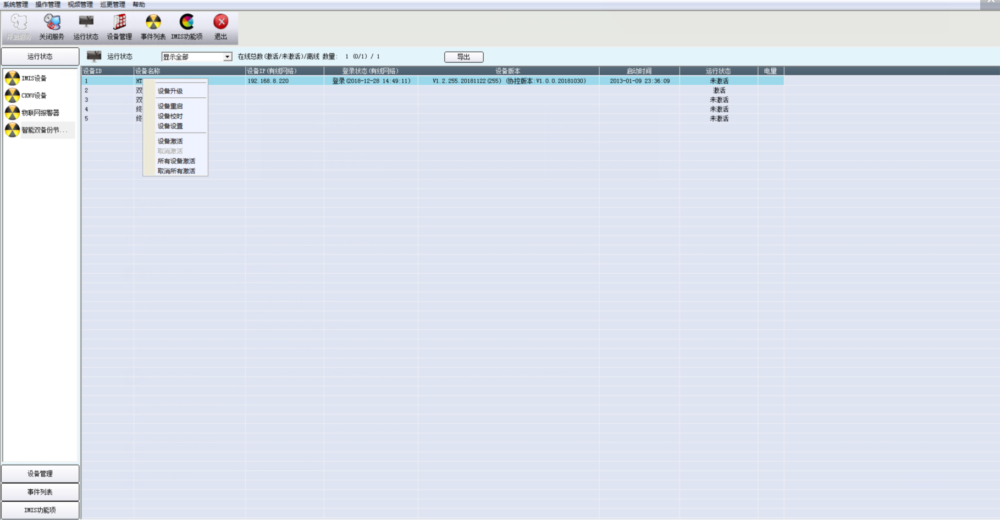 系统管理 操作管理 视频管理 巡更管理 帮助
开启服务 关闭服务 运行状态 设备管理 事件列表 IMIS功能项 退出
运行状态 运行状态 显示全部 在线总数(激活/未激活)/离线 数量: 1 (0/1) / 1 导出
设备ID 设备名称 设备IP(有线网络) 登录状态(有线网络) 设备版本 启动时间 运行状态 电量
1 HT 192.168.8.220 登录(2018-12-28 14:49:11) V1.2.255.20181122(255) (协控版本:V1.0.0.20181030) 2013-01-09 23:36:09 未激活
2 双 激活
3 双 未激活
4 终 未激活
5 终 未激活
IMIS设备
CKWU设备
物联网报警器
智能双备份节...
设备升级
设备重启
设备校时
设备设置
设备激活
取消激活
所有设备激活
取消所有激活
设备管理
事件列表
IMIS功能项